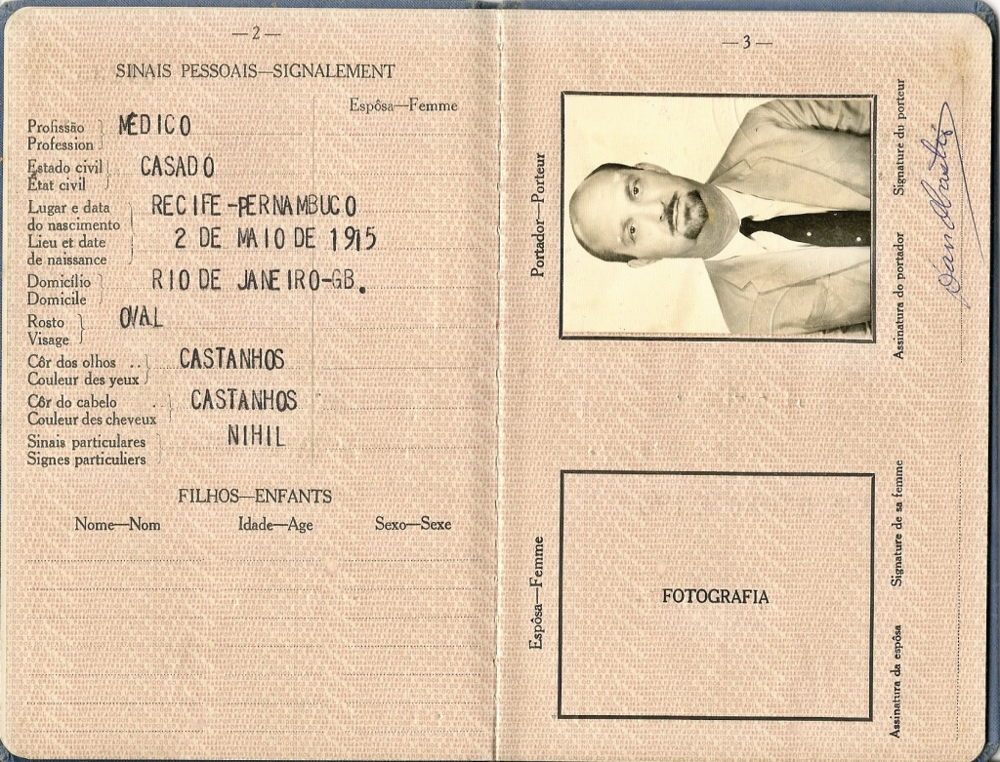 — 2 —
SINAIS PESSOAIS—SIGNALEMENT
Espôsa—Femme
Profissão
Profession
MÉDICO
Estado civil
État civil
CASADO
Lugar e data
do nascimento
Lieu et date
de naissance
RECIFE-PERNAMBUCO
2 DE MAIO DE 1915
Domicílio
Domicile
RIO DE JANEIRO-GB.
Rosto
Visage
OVAL
Côr dos olhos ..
Couleur des yeux
CASTANHOS
Côr do cabelo .
Couleur des cheveux
CASTANHOS
Sinais particulares
Signes particuliers
NIHIL
FILHOS—ENFANTS
Nome—Nom Idade—Age Sexo—Sexe
— 3 —
Portador—Porteur
Assinatura do portador Signature du porteur
Espôsa—Femme
FOTOGRAFIA
Assinatura da espôsa Signature de sa femme